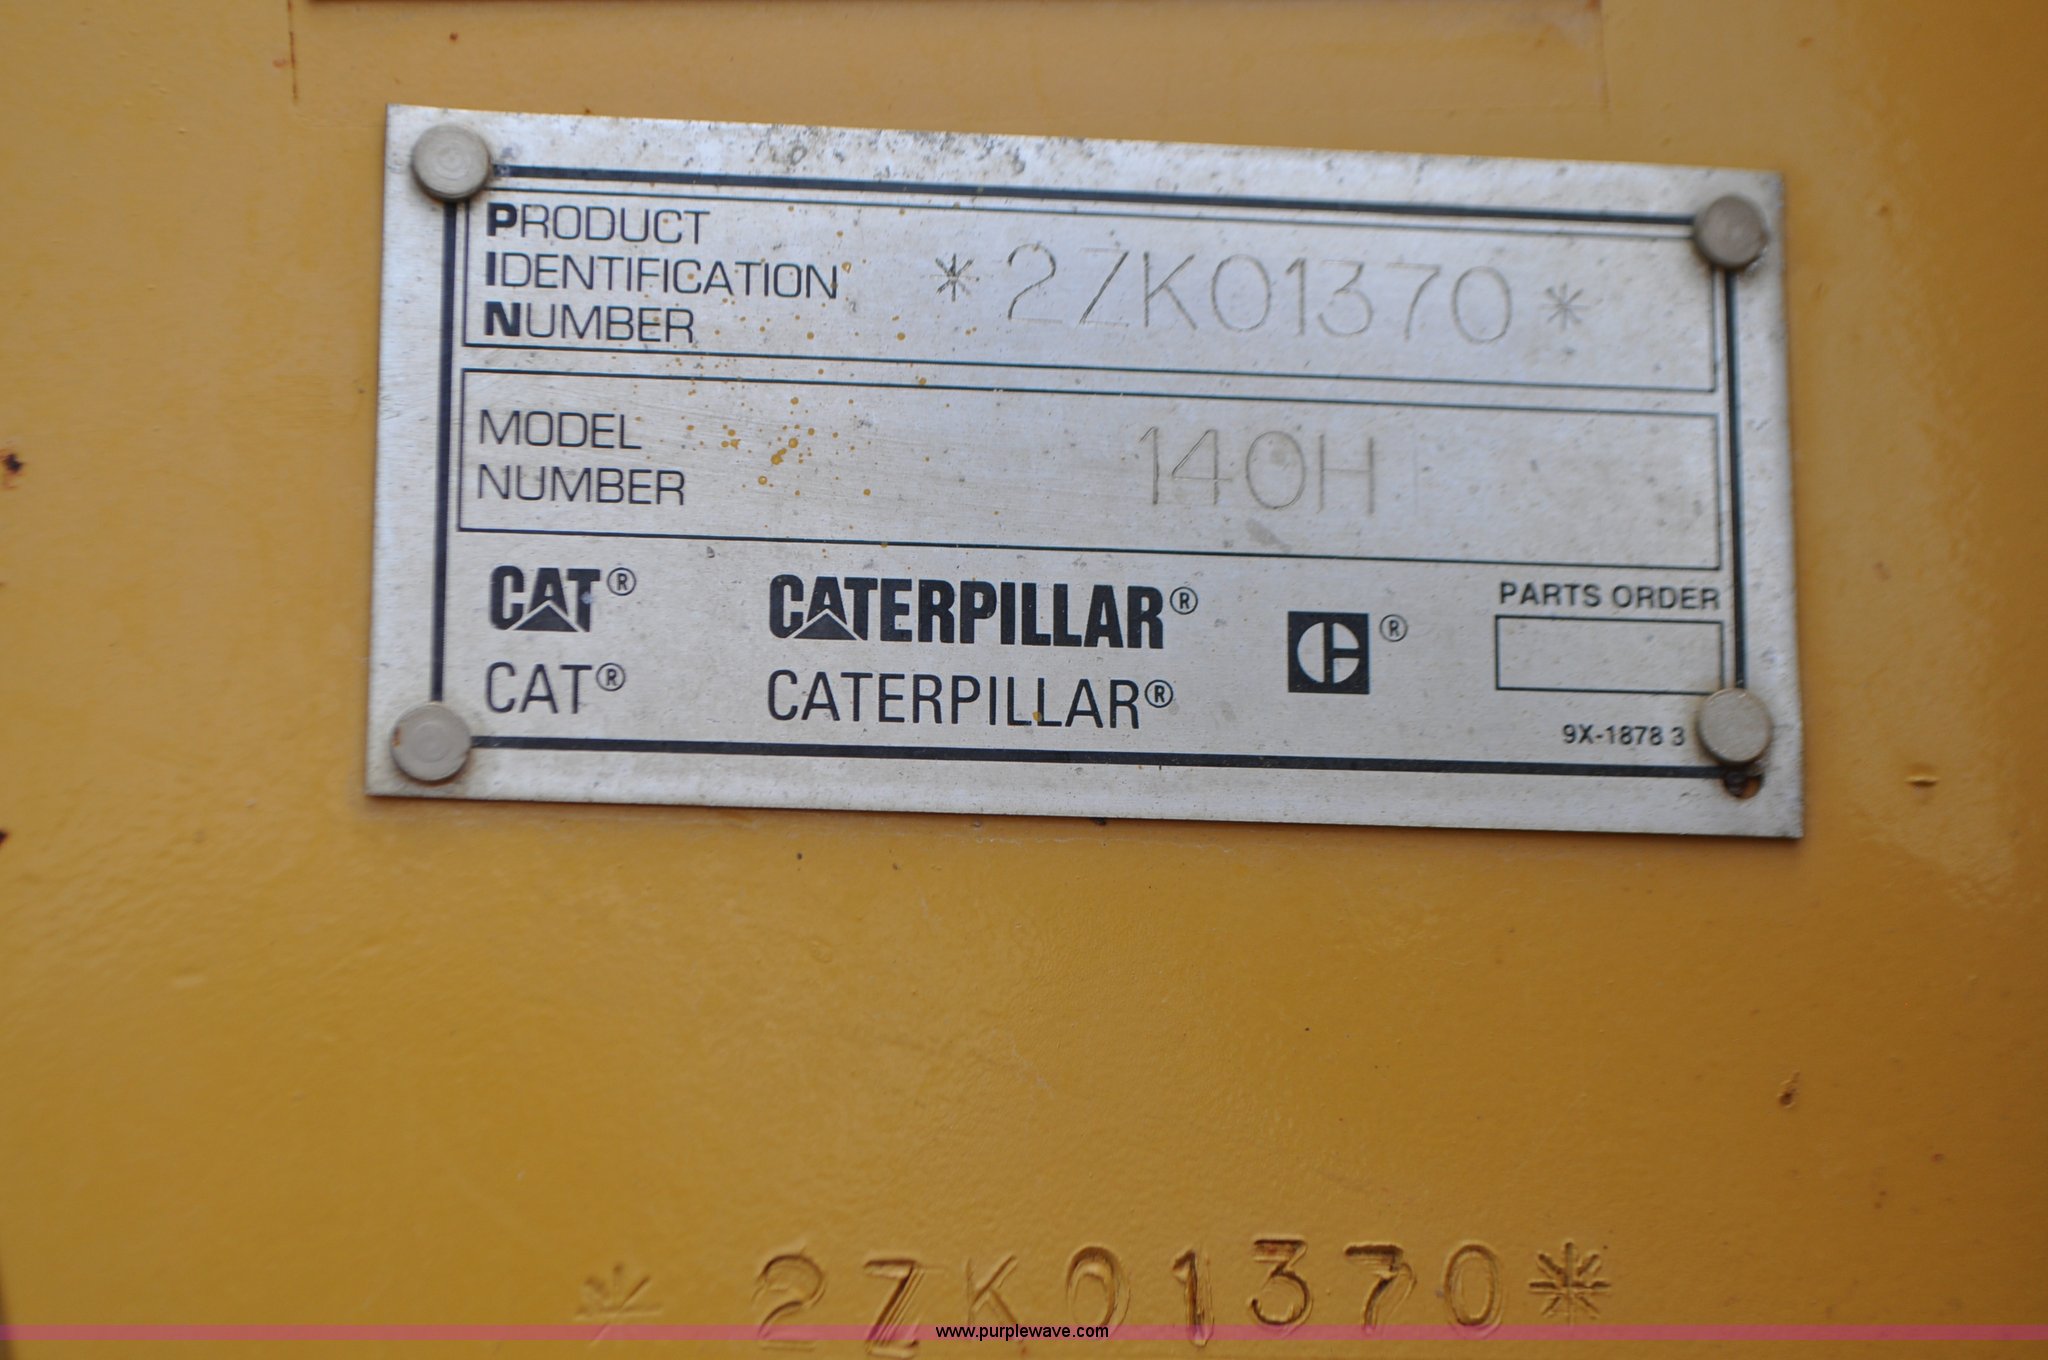 PRODUCT
IDENTIFICATION
NUMBER
*2ZK01370*
MODEL
NUMBER
140H
CAT® CATERPILLAR® ® PARTS ORDER
CAT® CATERPILLAR®
9X-1878 3
*2ZK01370*
www.purplewave.com